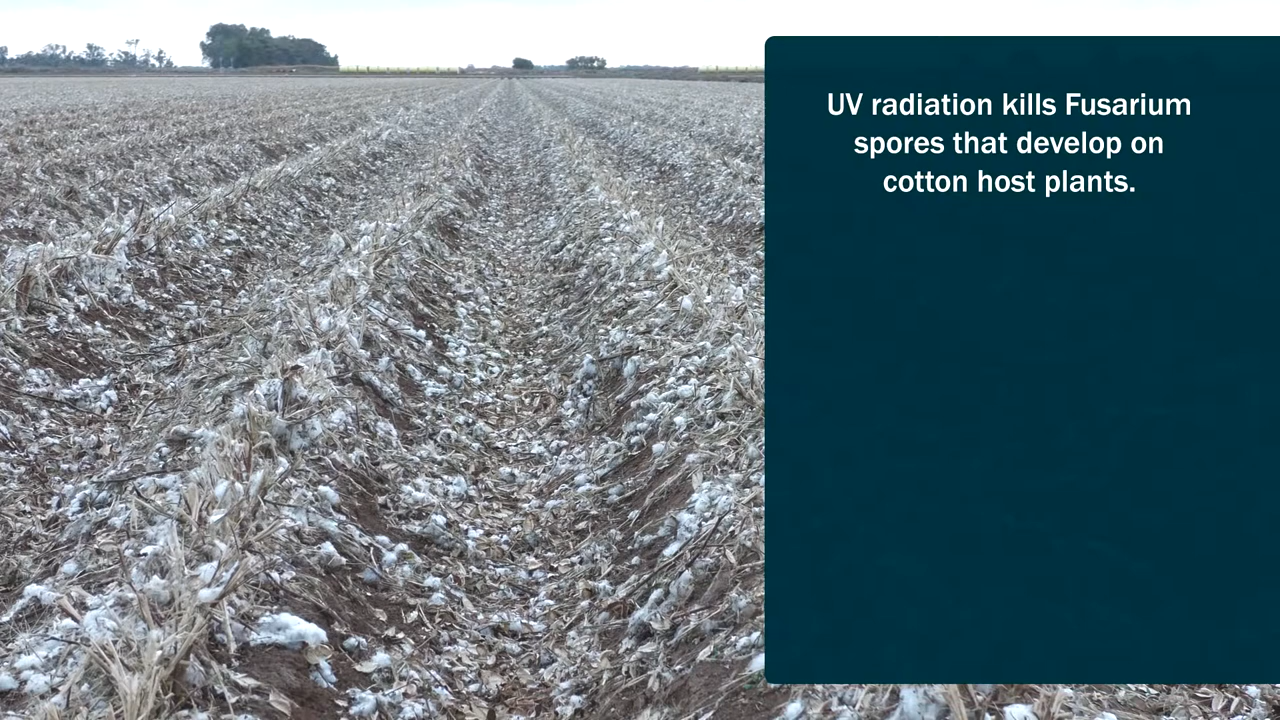 UV radiation kills Fusarium
spores that develop on
cotton host plants.